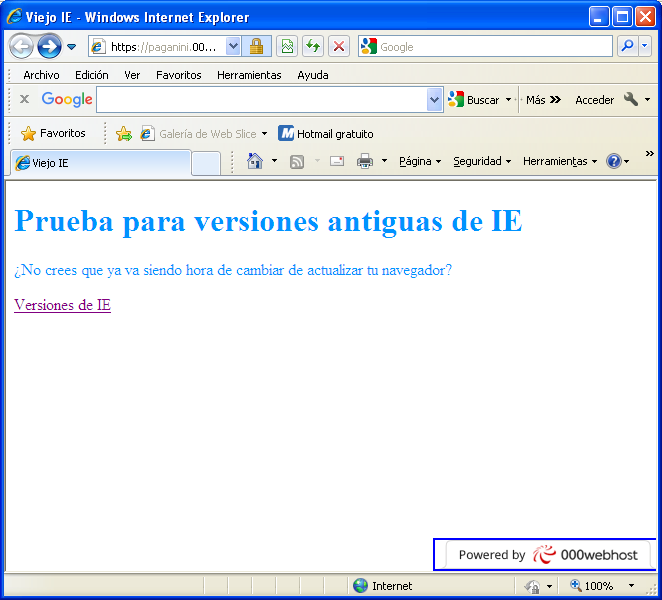 Viejo IE - Windows Internet Explorer
https://paganini.00...
Google
Archivo Edición Ver Favoritos Herramientas Ayuda
x Google Buscar Más Acceder
Favoritos Galería de Web Slice Hotmail gratuito
Viejo IE Página Seguridad Herramientas
Prueba para versiones antiguas de IE
¿No crees que ya va siendo hora de cambiar de actualizar tu navegador?
Versiones de IE
Powered by 000webhost
Internet 100%